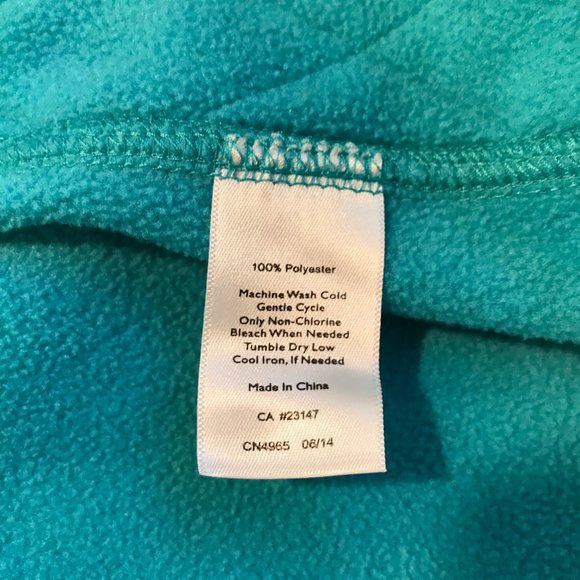 100% Polyester
Machine Wash Cold
Gentle Cycle
Only Non-Chlorine
Bleach When Needed
Tumble Dry Low
Cool Iron, If Needed
Made In China
CA #23147
CN4965 06/14